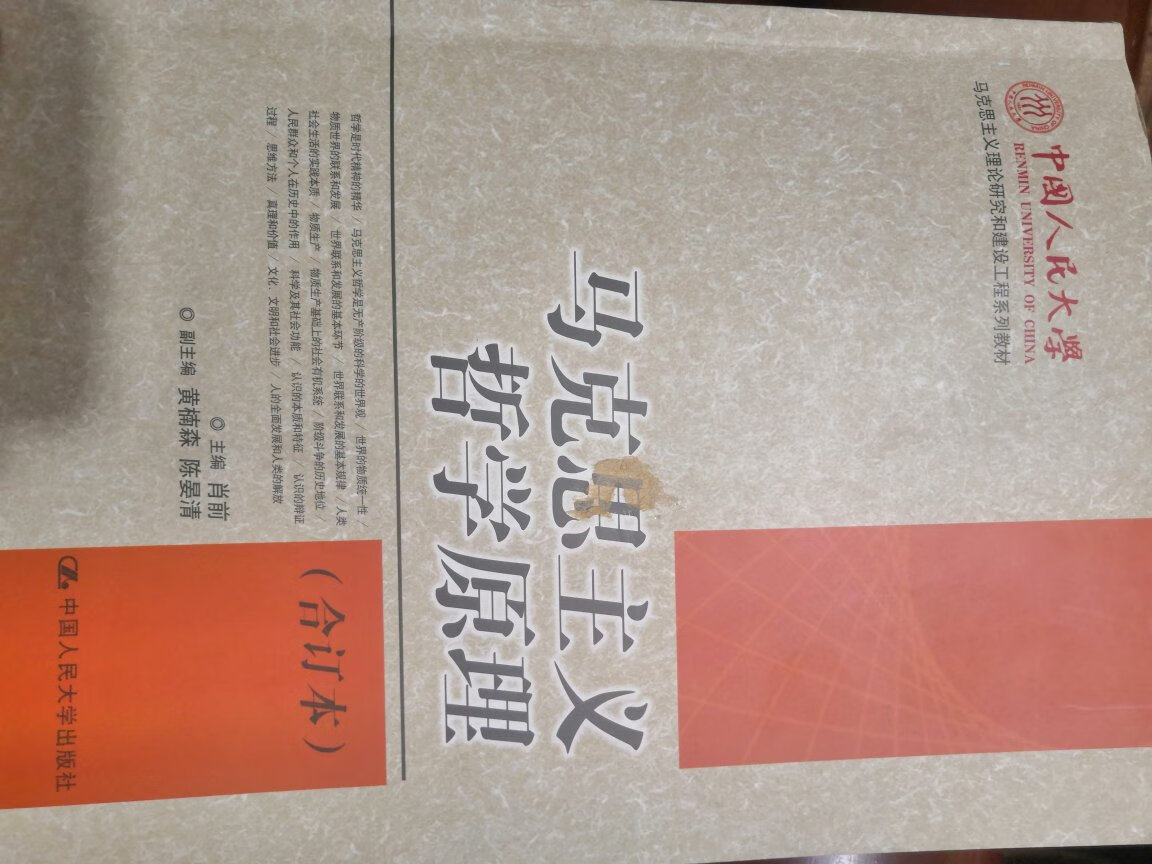 中國人民大學
RENMIN UNIVERSITY OF CHINA
马克思主义理论研究和建设工程系列教材
马克思主义
哲学原理
(合订本)
哲学是时代精神的精华 / 马克思主义哲学是无产阶级的科学的世界观 / 世界的物质统一性 /
物质世界的联系和发展 / 世界联系和发展的基本环节 / 世界联系和发展的基本规律 / 人类
社会生活的实践本质 / 物质生产 / 物质生产基础上的社会有机系统 / 阶级斗争的历史地位 /
人民群众和个人在历史中的作用 / 科学及其社会功能 / 认识的本质和特征 / 认识的辩证
过程 / 思维方法 / 真理和价值 / 文化、文明和社会进步 / 人的全面发展和人类的解放
◎ 主编 肖前
◎ 副主编 黄楠森 陈晏清
中国人民大学出版社